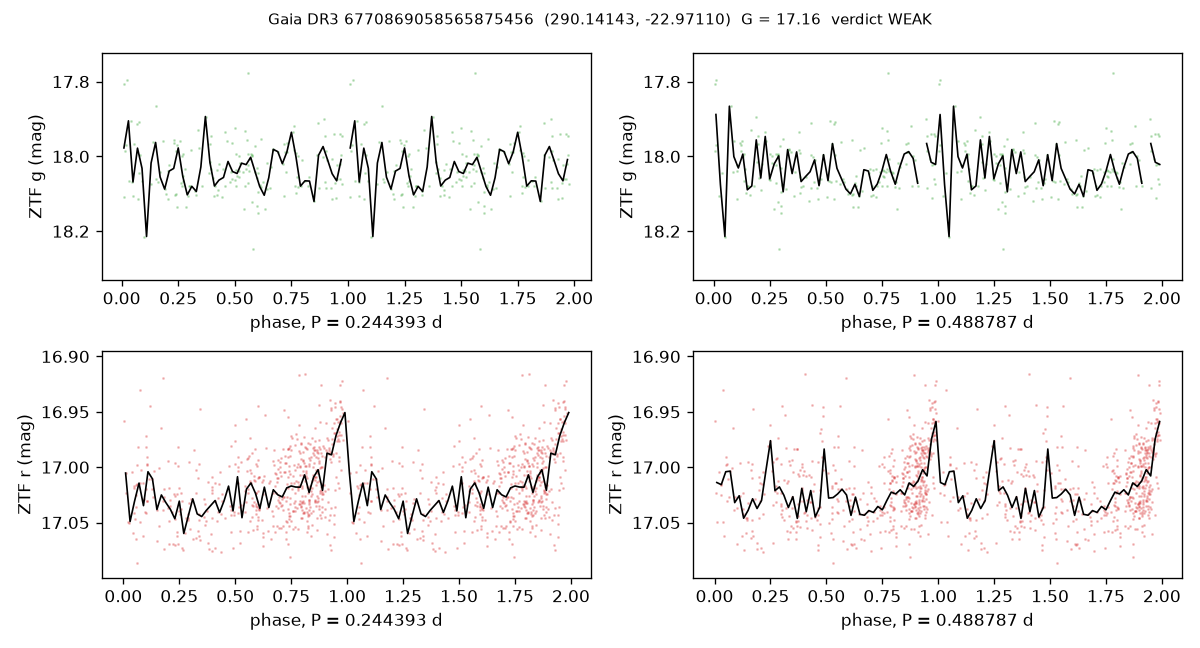 Gaia DR3 6770869058565875456 (290.14143, -22.97110) G = 17.16 verdict WEAK
ZTF g (mag)
17.8
18.0
18.2
0.00 0.25 0.50 0.75 1.00 1.25 1.50 1.75 2.00
phase, P = 0.244393 d
ZTF g (mag)
17.8
18.0
18.2
0.00 0.25 0.50 0.75 1.00 1.25 1.50 1.75 2.00
phase, P = 0.488787 d
ZTF r (mag)
16.90
16.95
17.00
17.05
0.00 0.25 0.50 0.75 1.00 1.25 1.50 1.75 2.00
phase, P = 0.244393 d
ZTF r (mag)
16.90
16.95
17.00
17.05
0.00 0.25 0.50 0.75 1.00 1.25 1.50 1.75 2.00
phase, P = 0.488787 d